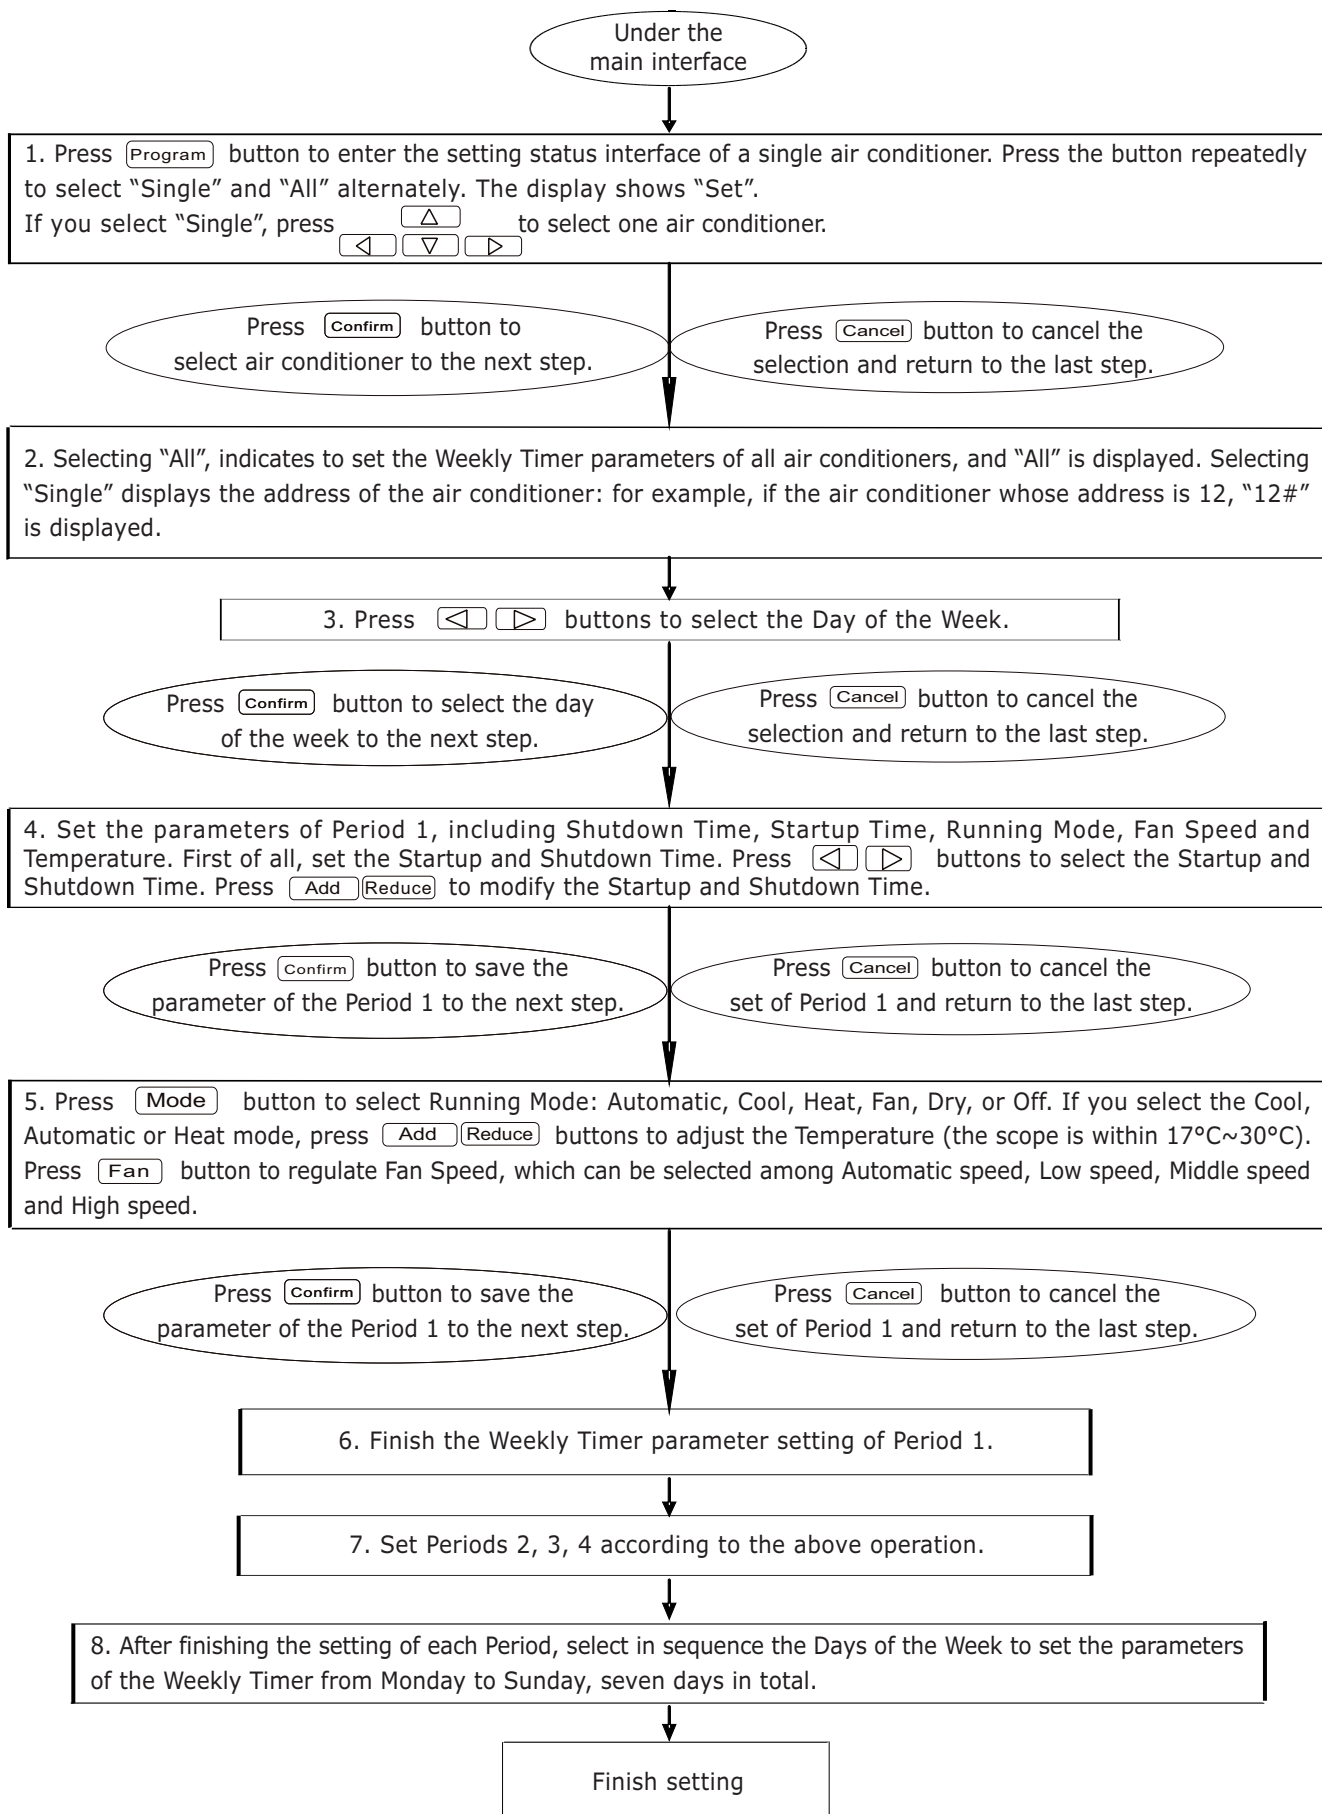 Under the
main interface
1. Press Program button to enter the setting status interface of a single air conditioner. Press the button repeatedly
to select “Single” and “All” alternately. The display shows “Set”.
If you select “Single”, press to select one air conditioner.
Press Confirm button to
select air conditioner to the next step.
Press Cancel button to cancel the
selection and return to the last step.
2. Selecting “All”, indicates to set the Weekly Timer parameters of all air conditioners, and “All” is displayed. Selecting
“Single” displays the address of the air conditioner: for example, if the air conditioner whose address is 12, “12#”
is displayed.
3. Press buttons to select the Day of the Week.
Press Confirm button to select the day
of the week to the next step.
Press Cancel button to cancel the
selection and return to the last step.
4. Set the parameters of Period 1, including Shutdown Time, Startup Time, Running Mode, Fan Speed and
Temperature. First of all, set the Startup and Shutdown Time. Press buttons to select the Startup and
Shutdown Time. Press Add Reduce to modify the Startup and Shutdown Time.
Press Confirm button to save the
parameter of the Period 1 to the next step.
Press Cancel button to cancel the
set of Period 1 and return to the last step.
5. Press Mode button to select Running Mode: Automatic, Cool, Heat, Fan, Dry, or Off. If you select the Cool,
Automatic or Heat mode, press Add Reduce buttons to adjust the Temperature (the scope is within 17°C~30°C).
Press Fan button to regulate Fan Speed, which can be selected among Automatic speed, Low speed, Middle speed
and High speed.
Press Confirm button to save the
parameter of the Period 1 to the next step.
Press Cancel button to cancel the
set of Period 1 and return to the last step.
6. Finish the Weekly Timer parameter setting of Period 1.
7. Set Periods 2, 3, 4 according to the above operation.
8. After finishing the setting of each Period, select in sequence the Days of the Week to set the parameters
of the Weekly Timer from Monday to Sunday, seven days in total.
Finish setting